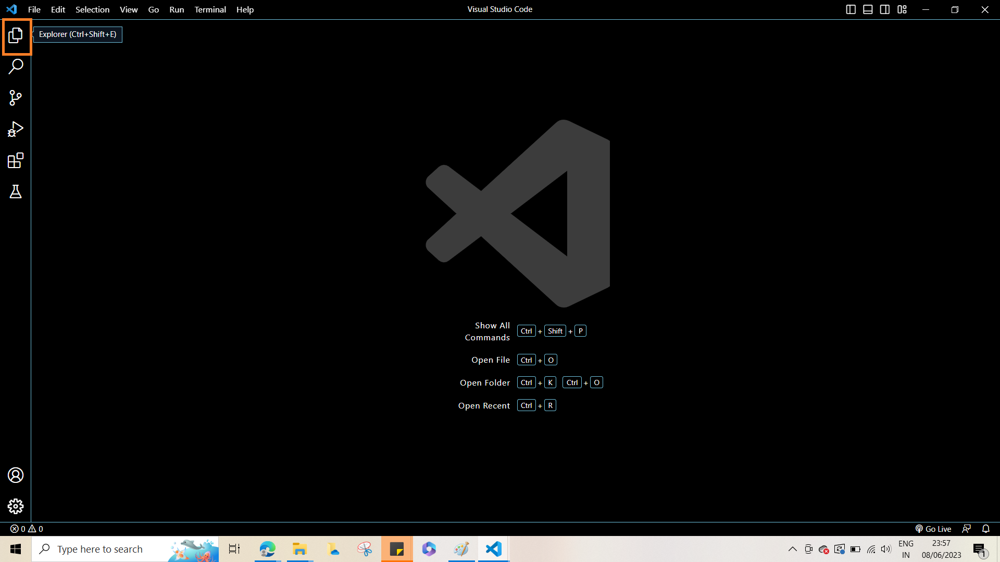 File Edit Selection View Go Run Terminal Help
Visual Studio Code
Explorer (Ctrl+Shift+E)
Show All
Commands
Ctrl + Shift + P
Open File Ctrl + O
Open Folder Ctrl + K Ctrl + O
Open Recent Ctrl + R
0 0
Go Live
Type here to search
ENG
IN
23:57
08/06/2023
1